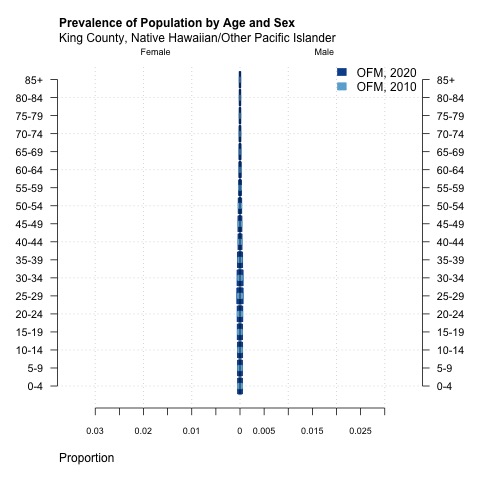 Prevalence of Population by Age and Sex
King County, Native Hawaiian/Other Pacific Islander
Female Male
OFM, 2020
OFM, 2010
85+ 85+
80-84 80-84
75-79 75-79
70-74 70-74
65-69 65-69
60-64 60-64
55-59 55-59
50-54 50-54
45-49 45-49
40-44 40-44
35-39 35-39
30-34 30-34
25-29 25-29
20-24 20-24
15-19 15-19
10-14 10-14
5-9 5-9
0-4 0-4
0.03 0.02 0.01 0 0.005 0.015 0.025
Proportion